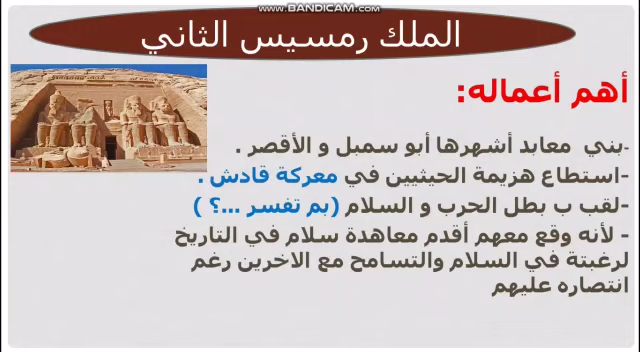 www.BANDICAM.com
الملك رمسيس الثاني
أهم أعماله:
-بني معابد أشهرها أبو سمبل و الأقصر .
-استطاع هزيمة الحيثيين في معركة قادش .
-لقب ب بطل الحرب و السلام (بم تفسر ...؟ )
- لأنه وقع معهم أقدم معاهدة سلام في التاريخ
لرغبتة في السلام والتسامح مع الاخرين رغم
انتصاره عليهم